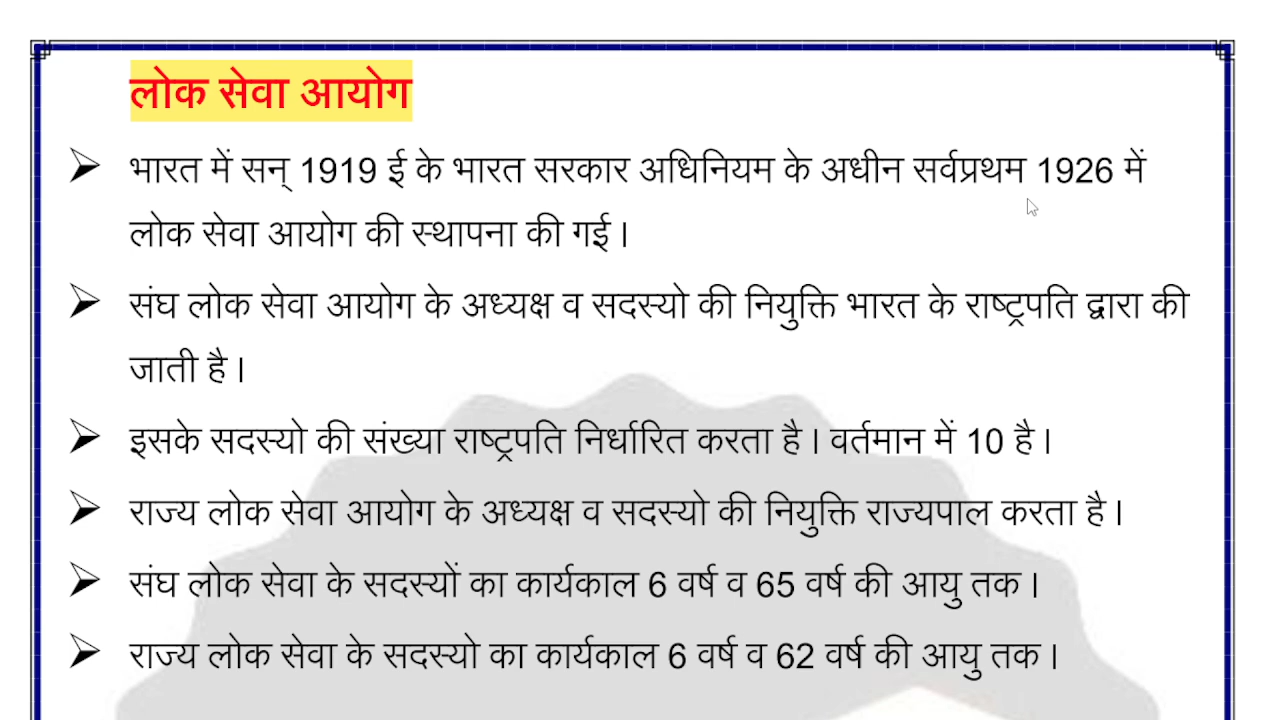 लोक सेवा आयोग
➢ भारत में सन् 1919 ई के भारत सरकार अधिनियम के अधीन सर्वप्रथम 1926 में
लोक सेवा आयोग की स्थापना की गई।
➢ संघ लोक सेवा आयोग के अध्यक्ष व सदस्यो की नियुक्ति भारत के राष्ट्रपति द्वारा की
जाती है।
➢ इसके सदस्यो की संख्या राष्ट्रपति निर्धारित करता है। वर्तमान में 10 है।
➢ राज्य लोक सेवा आयोग के अध्यक्ष व सदस्यो की नियुक्ति राज्यपाल करता है।
➢ संघ लोक सेवा के सदस्यों का कार्यकाल 6 वर्ष व 65 वर्ष की आयु तक।
➢ राज्य लोक सेवा के सदस्यो का कार्यकाल 6 वर्ष व 62 वर्ष की आयु तक।